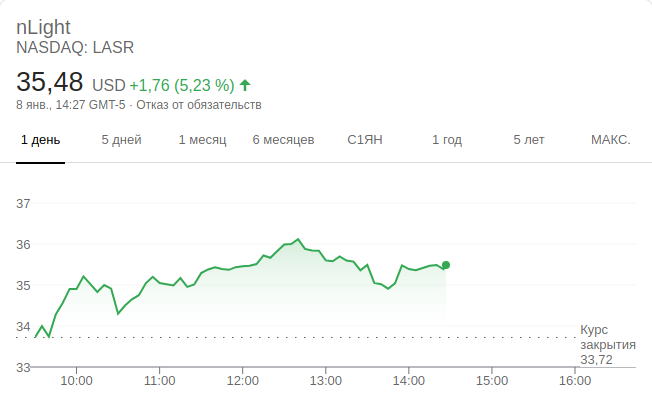 nLight
NASDAQ: LASR
35,48 USD +1,76 (5,23 %)
8 янв., 14:27 GMT-5 · Отказ от обязательств
1 день 5 дней 1 месяц 6 месяцев С1ЯН 1 год 5 лет МАКС.
37
36
35
34
33
Курс
закрытия
33,72
10:00 11:00 12:00 13:00 14:00 15:00 16:00